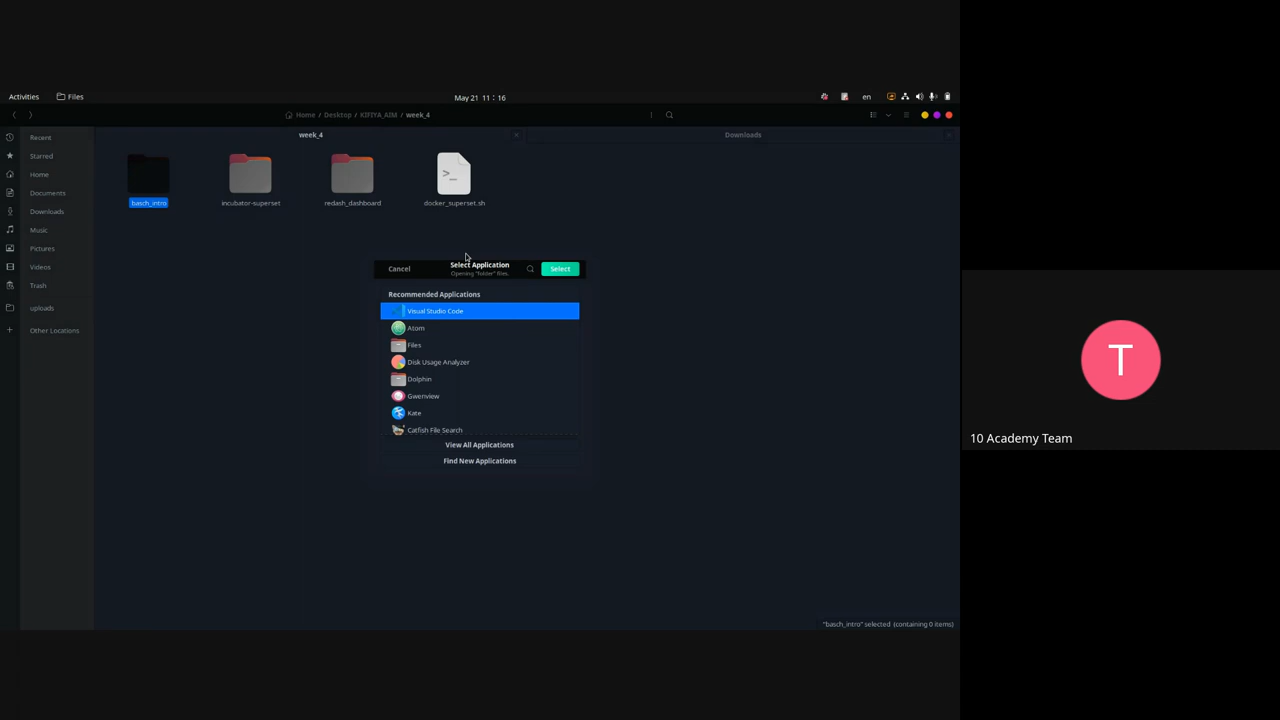 Activities
Files
May 21 11 : 16
en
Home / Desktop / KIFIYA_AIM / week_4
week_4
Downloads
Recent
Starred
Home
Documents
Downloads
Music
Pictures
Videos
Trash
uploads
Other Locations
basch_intro
incubator-superset
redash_dashboard
docker_superset.sh
Cancel
Select Application
Opening "folder" files.
Select
Recommended Applications
Visual Studio Code
Atom
Files
Disk Usage Analyzer
Dolphin
Gwenview
Kate
Catfish File Search
View All Applications
Find New Applications
"basch_intro" selected (containing 0 items)
T
10 Academy Team